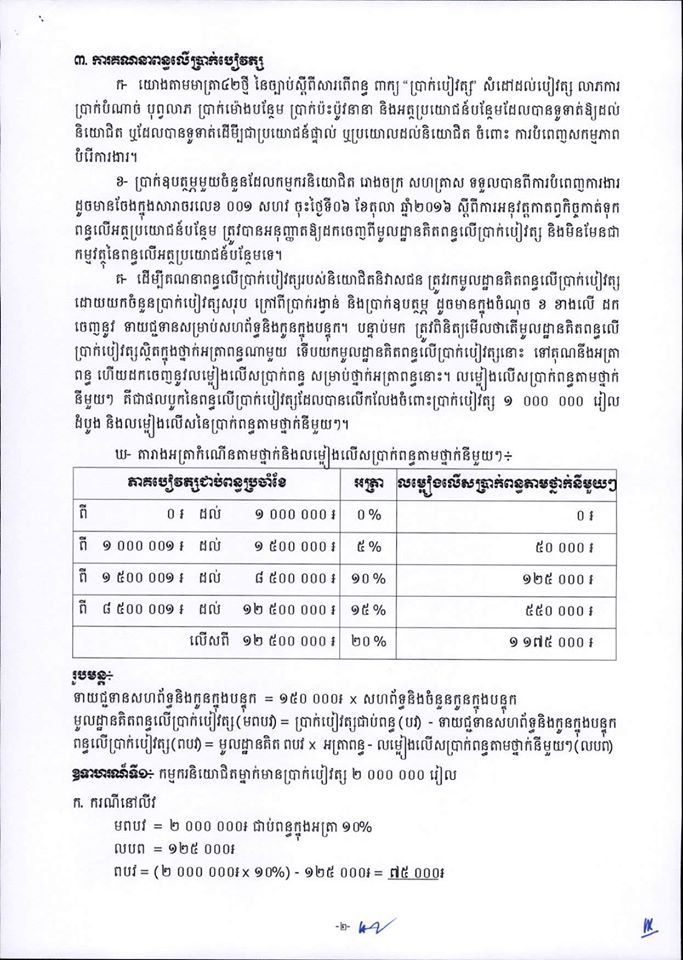 ៣. ការគណនាពន្ធលើប្រាក់បៀវត្ស
ក- យោងតាមមាត្រា៤២ថ្មី នៃច្បាប់ស្តីពីសារពើពន្ធ ពាក្យ “ប្រាក់បៀវត្ស” សំដៅដល់បៀវត្ស លាភការ
ប្រាក់បំណាច់ បុព្វលាភ ប្រាក់ម៉ោងបន្ថែម ប្រាក់ប៉ះប៉ូវនានា និងអត្ថប្រយោជន៍បន្ថែមដែលបានទូទាត់ឱ្យដល់
និយោជិត ឬដែលបានទូទាត់ដើម្បីជាប្រយោជន៍ផ្ទាល់ ឬប្រយោលដល់និយោជិត ចំពោះ ការបំពេញសកម្មភាព
បំរើការងារ។
ខ- ប្រាក់ឧបត្ថម្ភមួយចំនួនដែលកម្មករនិយោជិត រោងចក្រ សហគ្រាស ទទួលបានពីការបំពេញការងារ
ដូចមានចែងក្នុងសារាចរលេខ ០០១ សហវ ចុះថ្ងៃទី០៦ ខែតុលា ឆ្នាំ២០១៦ ស្តីពីការអនុវត្តកាតព្វកិច្ចកាត់ទុក
ពន្ធលើអត្ថប្រយោជន៍បន្ថែម ត្រូវបានអនុញ្ញាតឱ្យដកចេញពីមូលដ្ឋានគិតពន្ធលើប្រាក់បៀវត្ស និងមិនមែនជា
កម្មវត្ថុនៃពន្ធលើអត្ថប្រយោជន៍បន្ថែមទេ។
គ- ដើម្បីគណនាពន្ធលើប្រាក់បៀវត្សរបស់និយោជិតនិវាសនជន ត្រូវរកមូលដ្ឋានគិតពន្ធលើប្រាក់បៀវត្ស
ដោយយកចំនួនប្រាក់បៀវត្សសរុប ក្រៅពីប្រាក់រង្វាន់ និងប្រាក់ឧបត្ថម្ភ ដូចមានក្នុងចំណុច ខ ខាងលើ ដក
ចេញនូវ ទាយជ្ជទានសម្រាប់សហព័ទ្ធនិងកូនក្នុងបន្ទុក។ បន្ទាប់មក ត្រូវពិនិត្យមើលថាតើមូលដ្ឋានគិតពន្ធលើ
ប្រាក់បៀវត្សស្ថិតក្នុងថ្នាក់អត្រាពន្ធណាមួយ ទើបយកមូលដ្ឋានគិតពន្ធលើប្រាក់បៀវត្សនោះ ទៅគុណនឹងអត្រា
ពន្ធ ហើយដកចេញនូវលម្អៀងលើសប្រាក់ពន្ធ សម្រាប់ថ្នាក់អត្រាពន្ធនោះ។ លម្អៀងលើសប្រាក់ពន្ធតាមថ្នាក់
នីមួយៗ គឺជាផលបូកនៃពន្ធលើប្រាក់បៀវត្សដែលបានលើកលែងចំពោះប្រាក់បៀវត្ស ១ ០០០ ០០០ រៀល
ដំបូង និងលម្អៀងលើសនៃប្រាក់ពន្ធតាមថ្នាក់នីមួយៗ។
ឃ- តារាងអត្រាកំណើនតាមថ្នាក់និងលម្អៀងលើសប្រាក់ពន្ធតាមថ្នាក់នីមួយៗ÷
ភាគបៀវត្សជាប់ពន្ធប្រចាំខែ អត្រា លម្អៀងលើសប្រាក់ពន្ធតាមថ្នាក់នីមួយៗ
ពី ០៛ ដល់ ១ ០០០ ០០០៛ ០% ០៛
ពី ១ ០០០ ០០១៛ ដល់ ១ ៥០០ ០០០៛ ៥% ៥០ ០០០៛
ពី ១ ៥០០ ០០១៛ ដល់ ៨ ៥០០ ០០០៛ ១០% ១២៥ ០០០៛
ពី ៨ ៥០០ ០០១៛ ដល់ ១២ ៥០០ ០០០៛ ១៥% ៥៥០ ០០០៛
លើសពី ១២ ៥០០ ០០០៛ ២០% ១ ១៧៥ ០០០៛
រូបមន្ត÷
ទាយជ្ជទានសហព័ទ្ធនិងកូនក្នុងបន្ទុក = ១៥០ ០០០៛ x សហព័ទ្ធនិងចំនួនកូនក្នុងបន្ទុក
មូលដ្ឋានគិតពន្ធលើប្រាក់បៀវត្ស(មពបវ) = ប្រាក់បៀវត្សជាប់ពន្ធ(បវ) - ទាយជ្ជទានសហព័ទ្ធនិងកូនក្នុងបន្ទុក
ពន្ធលើប្រាក់បៀវត្ស(ពបវ) = មូលដ្ឋានគិត ពបវ x អត្រាពន្ធ - លម្អៀងលើសប្រាក់ពន្ធតាមថ្នាក់នីមួយៗ(លបព)
ឧទាហរណ៍ទី១÷ កម្មករនិយោជិតម្នាក់មានប្រាក់បៀវត្ស ២ ០០០ ០០០ រៀល
ក. ករណីនៅលីវ
មពបវ = ២ ០០០ ០០០៛ ជាប់ពន្ធក្នុងអត្រា ១០%
លបព = ១២៥ ០០០៛
ពបវ = (២ ០០០ ០០០៛ x ១០%) - ១២៥ ០០០៛ = ៧៥ ០០០៛
-២-